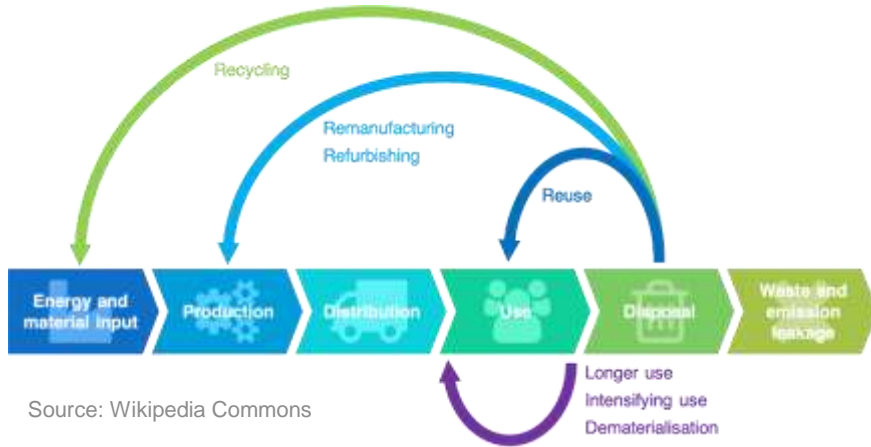 Recycling
Remanufacturing
Refurbishing
Reuse
Energy and
material input
Production
Distribution
Use
Disposal
Waste and
emission
leakage
Longer use
Intensifying use
Dematerialisation
Source: Wikipedia Commons